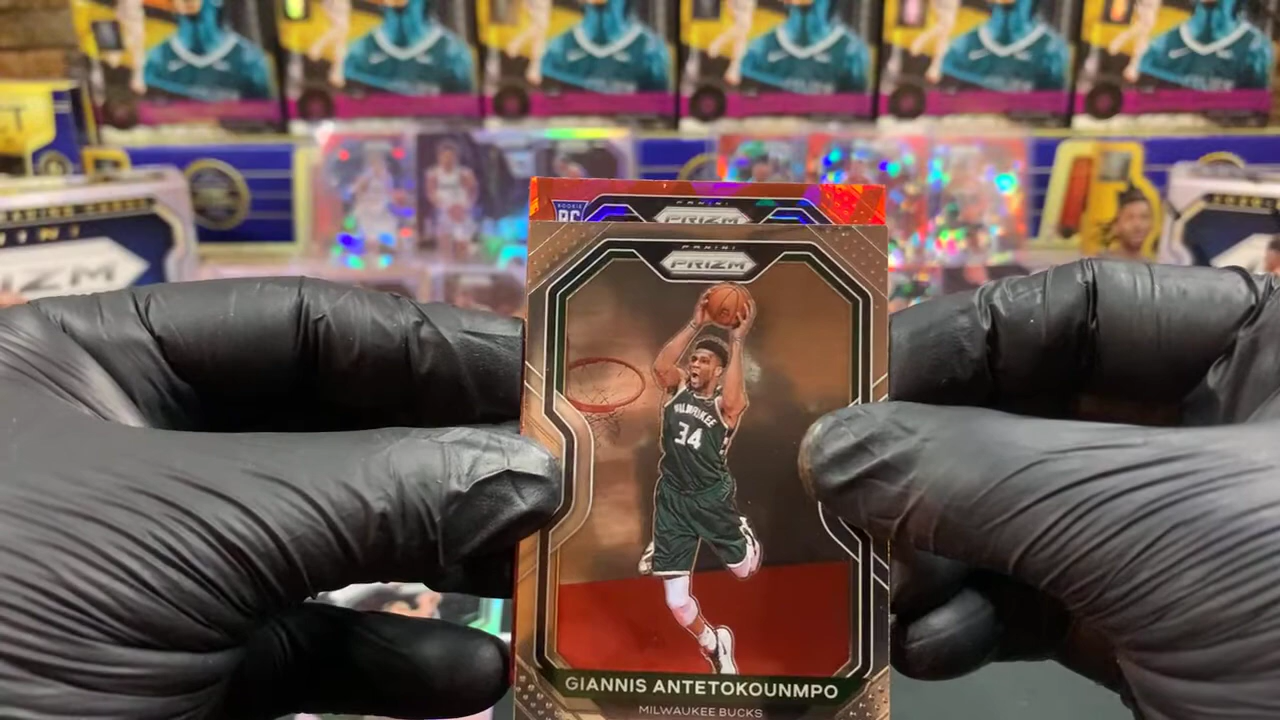 ROOKIE
RC
PANINI
PRIZM
PANINI
PRIZM
MILWAUKEE
34
GIANNIS ANTETOKOUNMPO
MILWAUKEE BUCKS
PRIZM